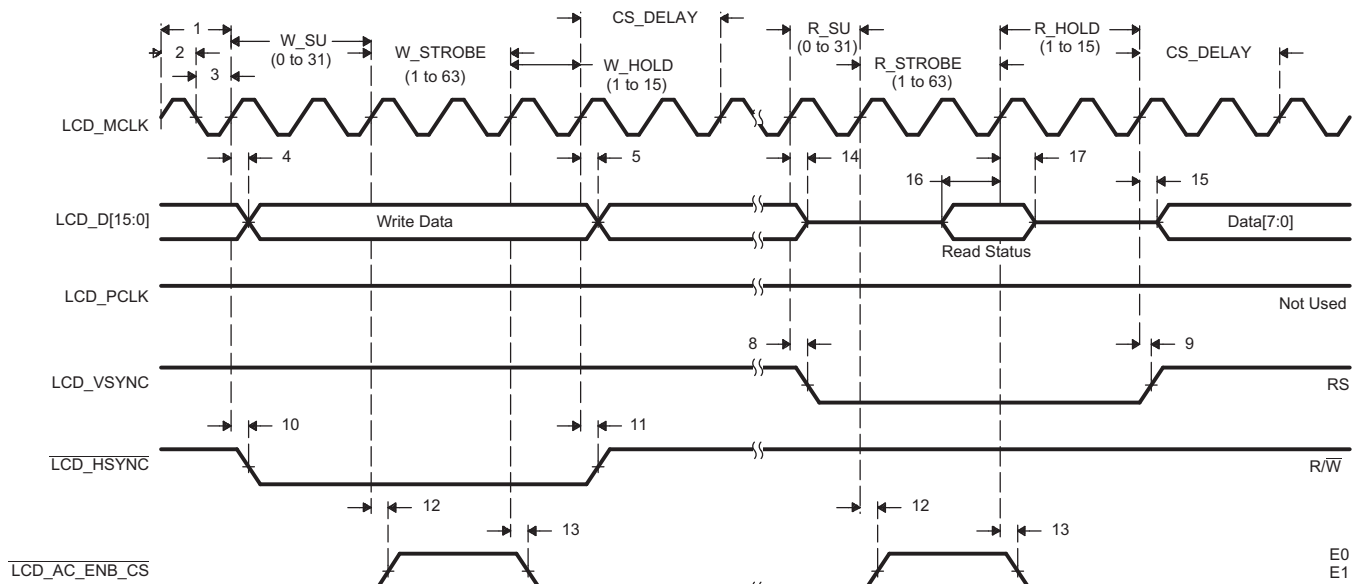 CS_DELAY
1
R_SU
(0 to 31)
R_HOLD
(1 to 15)
2
W_SU
(0 to 31)
W_STROBE
(1 to 63)
CS_DELAY
3
W_HOLD
(1 to 15)
R_STROBE
(1 to 63)
LCD_MCLK
4
5
14
17
16
15
LCD_D[15:0]
Write Data
Data[7:0]
Read Status
LCD_PCLK
Not Used
8
9
LCD_VSYNC
RS
10
11
LCD_HSYNC
R/W
12
13
12
13
LCD_AC_ENB_CS
E0
E1